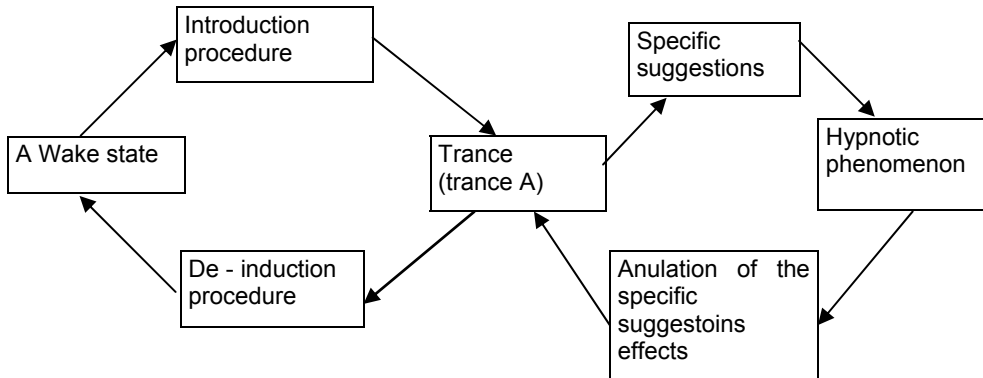 Introduction
procedure
Specific
suggestions
A Wake state
Trance
(trance A)
Hypnotic
phenomenon
De - induction
procedure
Anulation of the
specific
suggestoins
effects